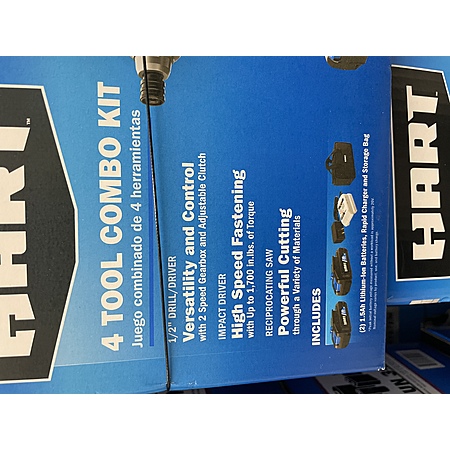 HART
™
4 TOOL COMBO KIT
Juego combinado de 4 herramientas
1/2" DRILL/DRIVER
Versatility and Control
with 2 Speed Gearbox and Adjustable Clutch
IMPACT DRIVER
High Speed Fastening
with Up to 1,700 in.lbs. of Torque
RECIPROCATING SAW
Powerful Cutting
through a Variety of Materials
INCLUDES
(2) 1.5Ah Lithium-Ion Batteries, Rapid Charger and Storage Bag
HART